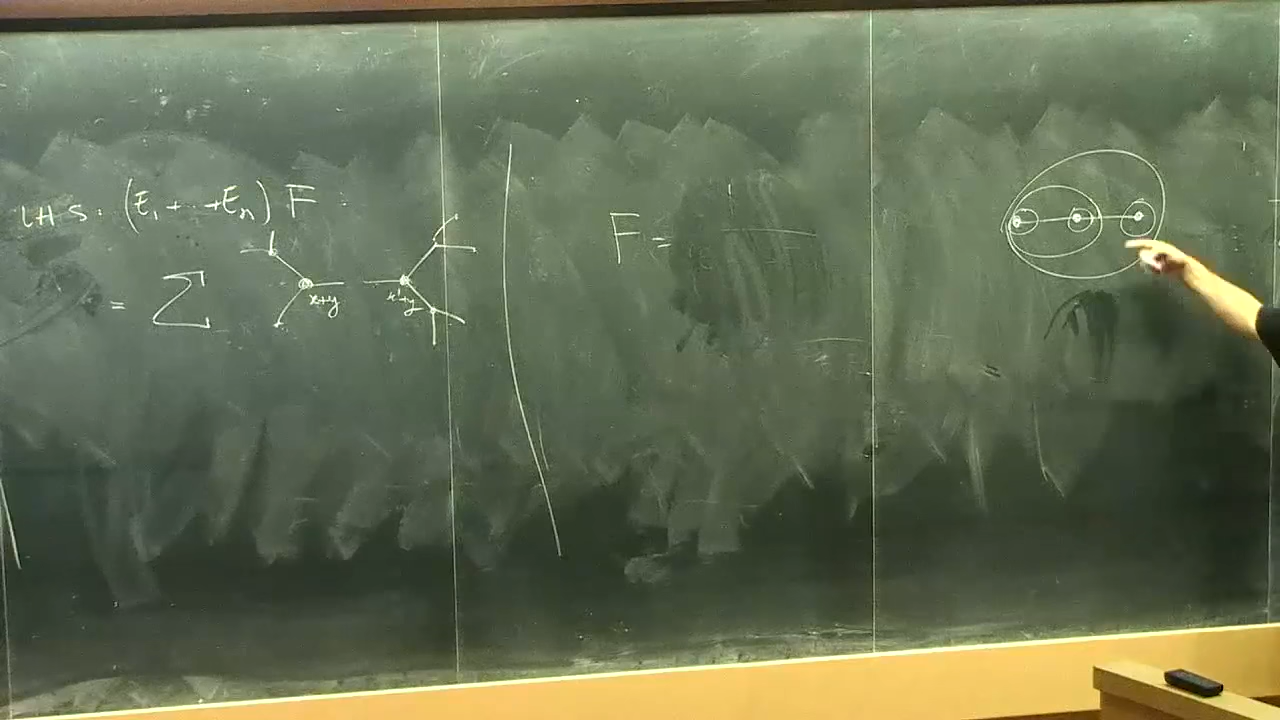 LHS: (E₁ + ... + Eₙ) F :
= ∑
x+y
x'+y
F =